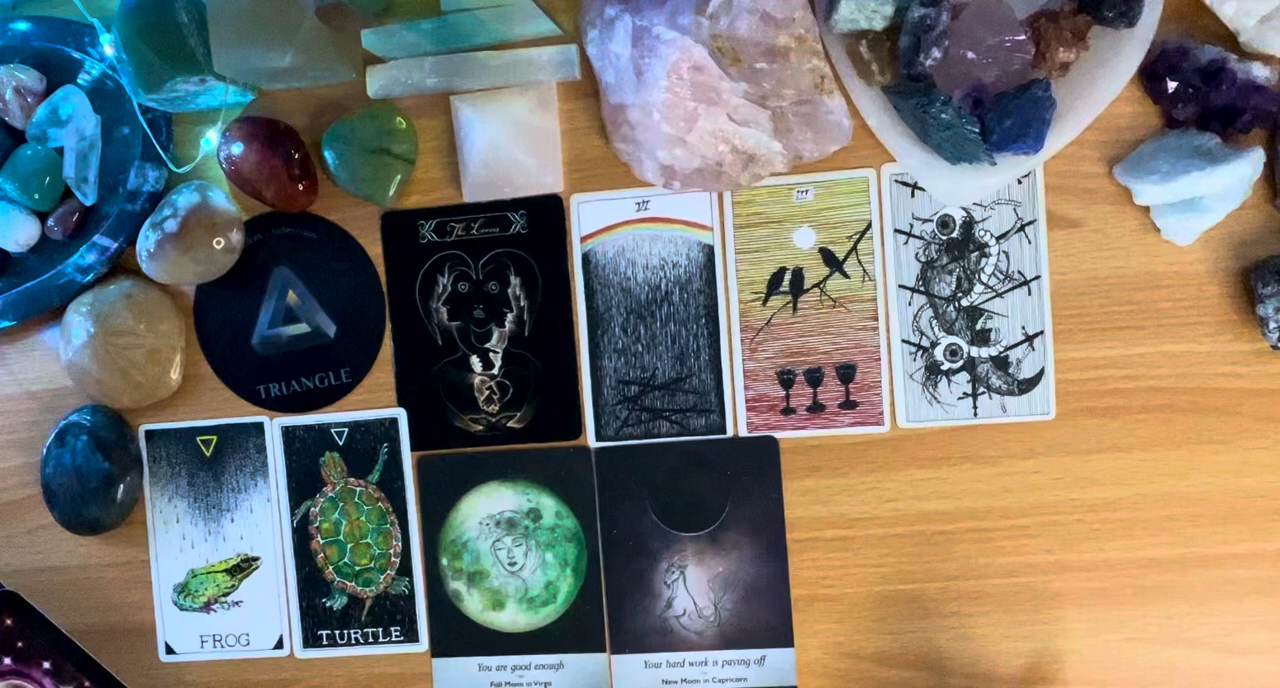 TRIANGLE
The Lovers
VI
III
FROG
TURTLE
You are good enough
Full Moon in Virgo
Your hard work is paying off
New Moon in Capricorn